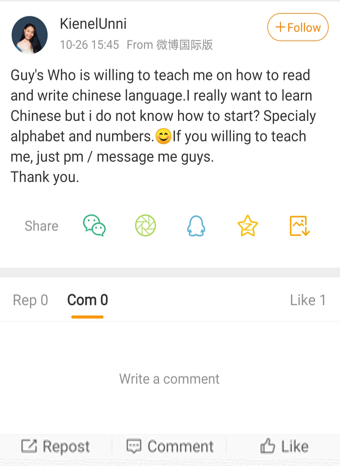 KienelUnni
+Follow
10-26 15:45 From 微博国际版
Guy's Who is willing to teach me on how to read
and write chinese language.I really want to learn
Chinese but i do not know how to start? Specialy
alphabet and numbers.😊If you willing to teach
me, just pm / message me guys.
Thank you.
Share
Rep 0 Com 0 Like 1
Write a comment
Repost Comment Like